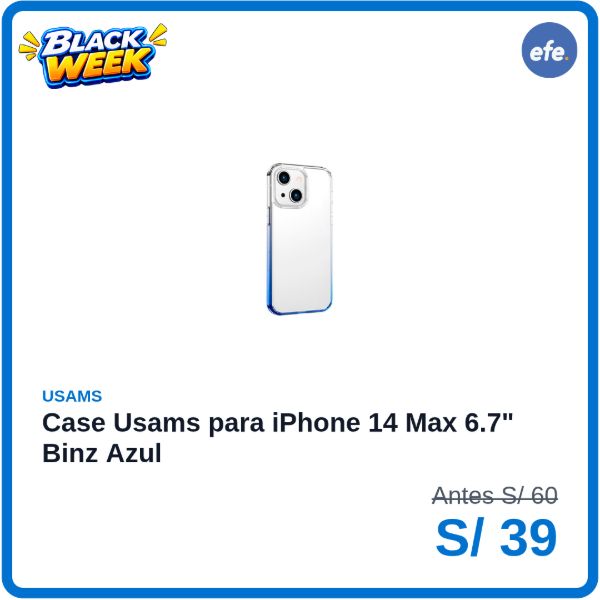 BLACK
WEEK
efe.
USAMS
Case Usams para iPhone 14 Max 6.7"
Binz Azul
Antes S/ 60
S/ 39